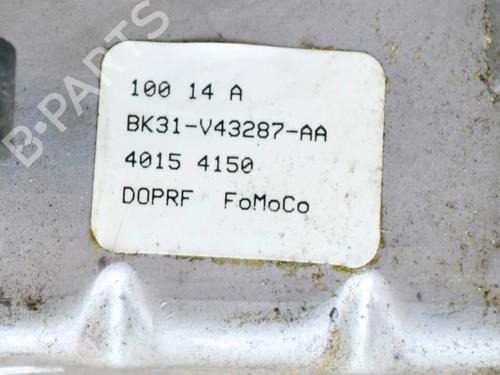 B-PARTS
100 14 A
BK31-V43287-AA
4015 4150
DOPRF FoMoCo